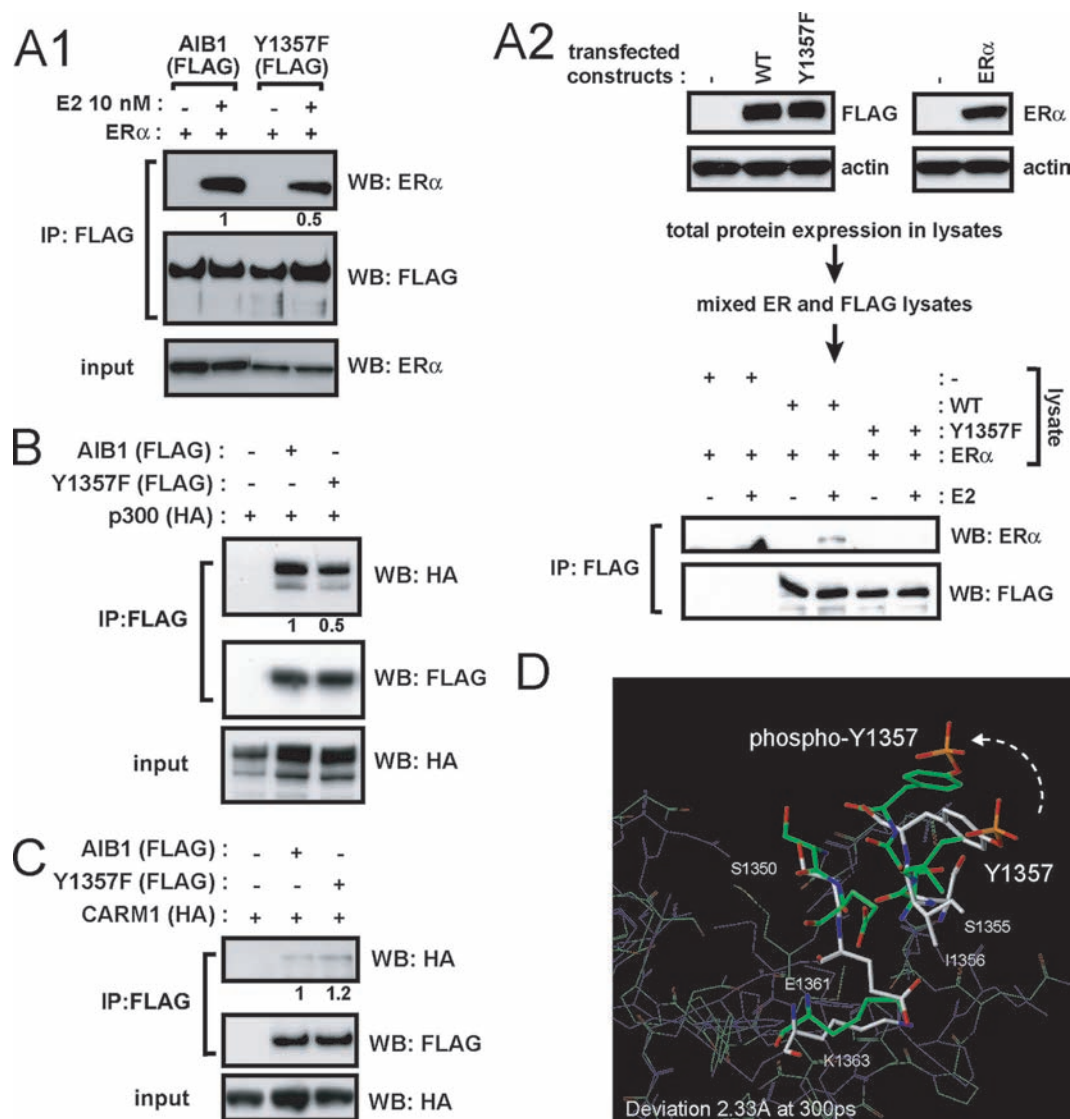 A1
AIB1 (FLAG)
Y1357F (FLAG)
E2 10 nM : - + - +
ERα : + + + +
IP: FLAG
WB: ERα
1 0.5
WB: FLAG
input
WB: ERα
A2
transfected constructs :
- WT Y1357F
FLAG
actin
- ERα
ERα
actin
total protein expression in lysates
mixed ER and FLAG lysates
+ + : -
+ + : WT
+ + : Y1357F
+ + + + + + : ERα
lysate
- + - + - + : E2
IP: FLAG
WB: ERα
WB: FLAG
B
AIB1 (FLAG) : - + -
Y1357F (FLAG) : - - +
p300 (HA) + + +
IP:FLAG
WB: HA
1 0.5
WB: FLAG
input
WB: HA
C
AIB1 (FLAG) : - + -
Y1357F (FLAG) : - - +
CARM1 (HA) : + + +
IP:FLAG
WB: HA
1 1.2
WB: FLAG
input
WB: HA
D
phospho-Y1357
Y1357
S1350
S1355
I1356
E1361
K1363
Deviation 2.33A at 300ps